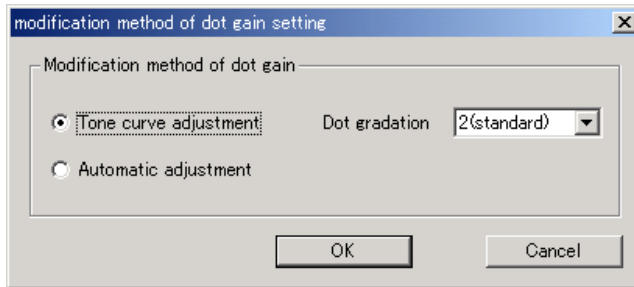 modification method of dot gain setting
Modification method of dot gain
Tone curve adjustment Dot gradation 2(standard)
Automatic adjustment
OK Cancel